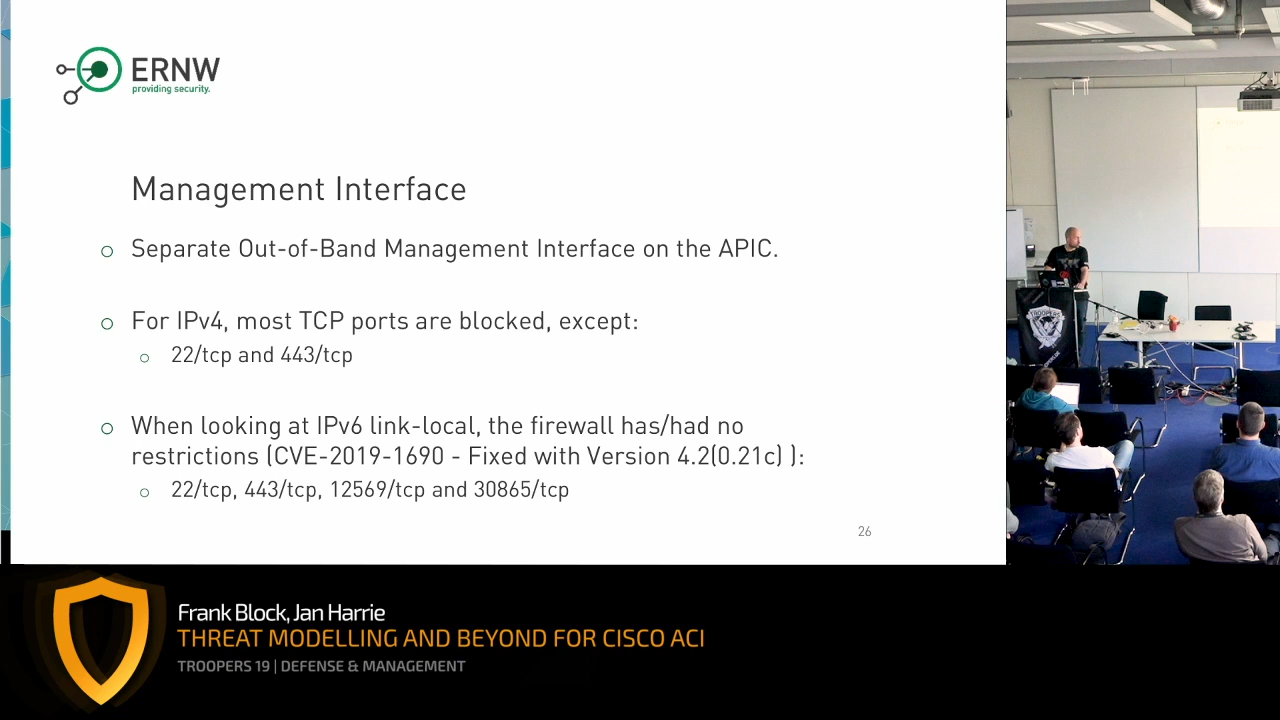 ERNW
providing security.
Management Interface
Separate Out-of-Band Management Interface on the APIC.
For IPv4, most TCP ports are blocked, except:
22/tcp and 443/tcp
When looking at IPv6 link-local, the firewall has/had no
restrictions (CVE-2019-1690 - Fixed with Version 4.2(0.21c) ):
22/tcp, 443/tcp, 12569/tcp and 30865/tcp
26
TROOPERS
Frank Block, Jan Harrie
THREAT MODELLING AND BEYOND FOR CISCO ACI
TROOPERS 19 | DEFENSE & MANAGEMENT